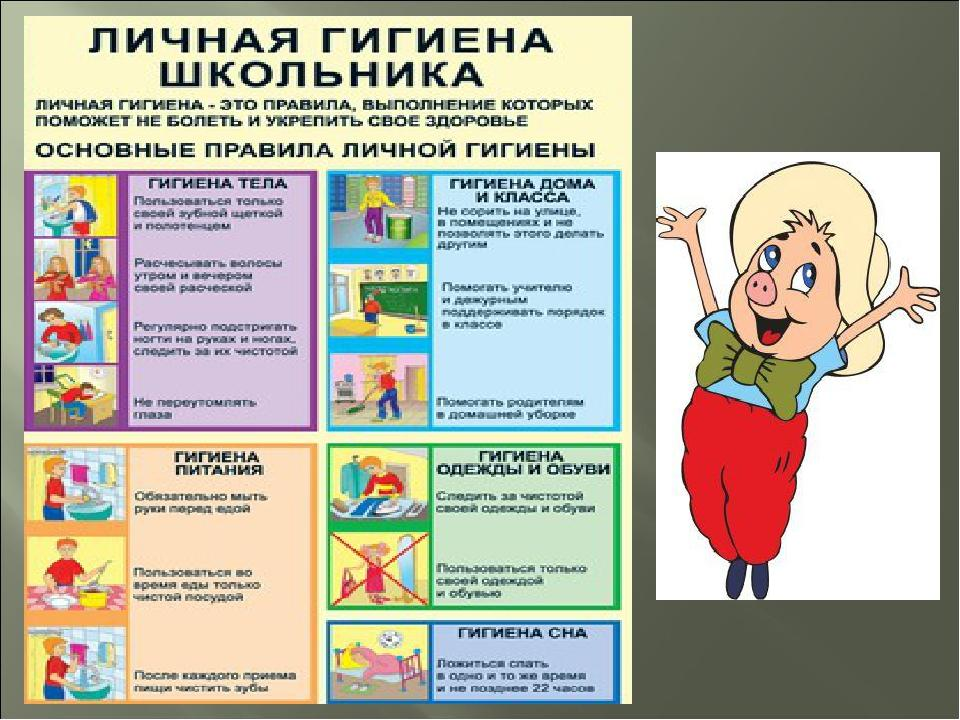 ЛИЧНАЯ ГИГИЕНА
ШКОЛЬНИКА
ЛИЧНАЯ ГИГИЕНА - ЭТО ПРАВИЛА, ВЫПОЛНЕНИЕ КОТОРЫХ
ПОМОЖЕТ НЕ БОЛЕТЬ И УКРЕПИТЬ СВОЕ ЗДОРОВЬЕ
ОСНОВНЫЕ ПРАВИЛА ЛИЧНОЙ ГИГИЕНЫ
ГИГИЕНА ТЕЛА
Пользоваться только
своей зубной щеткой
и полотенцем
Расчесывать волосы
утром и вечером
своей расческой
Регулярно подстригать
ногти на руках и ногах,
следить за их чистотой
Не переутомлять
глаза
ГИГИЕНА ДОМА
И КЛАССА
Не сорить на улице,
в помещениях и не
позволять этого делать
другим
Помогать учителю
и дежурным
поддерживать порядок
в классе
Помогать родителям
в домашней уборке
ГИГИЕНА
ПИТАНИЯ
Обязательно мыть
руки перед едой
Пользоваться во
время еды только
чистой посудой
После каждого приема
пищи чистить зубы
ГИГИЕНА
ОДЕЖДЫ И ОБУВИ
Следить за чистотой
своей одежды и обуви
Пользоваться только
своей одеждой
и обувью
ГИГИЕНА СНА
Ложиться спать
в одно и то же время
и не позднее 22 часов